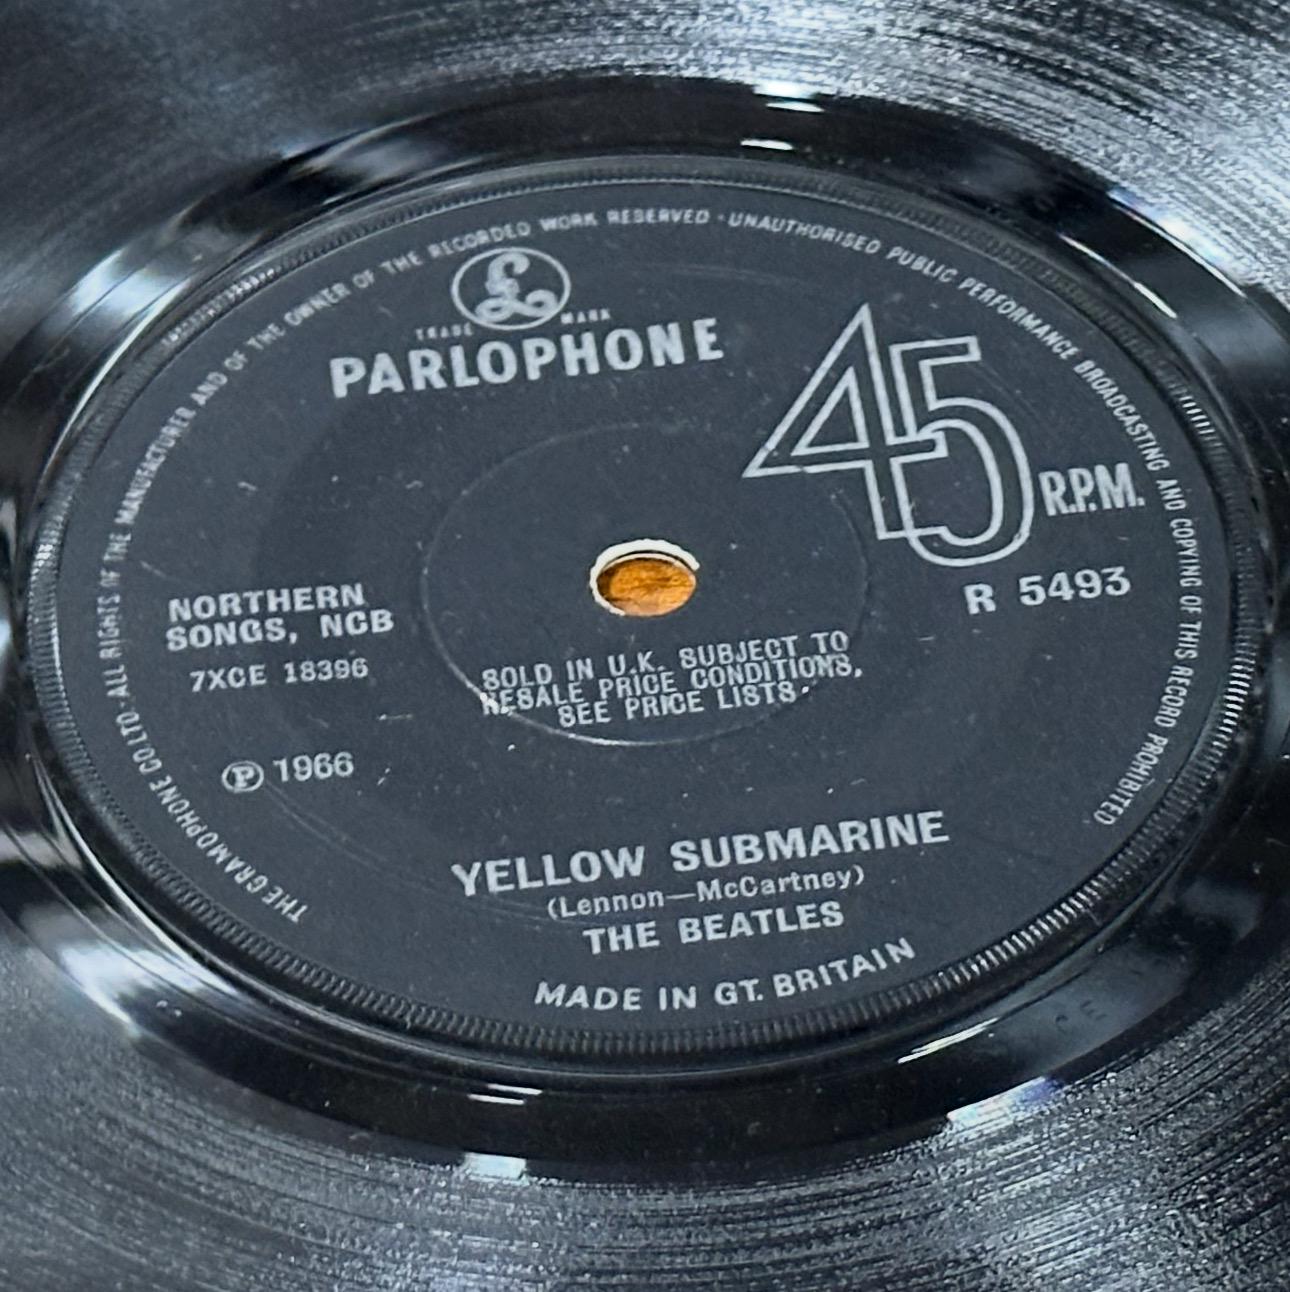 THE GRAMOPHONE CO LTD · ALL RIGHTS OF THE MANUFACTURER AND OF THE OWNER OF THE RECORDED WORK RESERVED · UNAUTHORISED PUBLIC PERFORMANCE BROADCASTING AND COPYING OF THIS RECORD PROHIBITED
£
TRADE MARK
PARLOPHONE
45 R.P.M.
R 5493
NORTHERN
SONGS, NCB
7XCE 18396
SOLD IN U.K. SUBJECT TO
RESALE PRICE CONDITIONS,
SEE PRICE LISTS.
℗ 1966
YELLOW SUBMARINE
(Lennon—McCartney)
THE BEATLES
MADE IN GT. BRITAIN